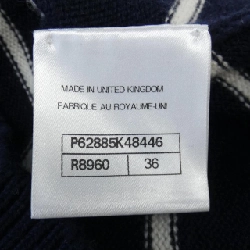 MADE IN UNITED KINGDOM
FABRIQUE AU ROYAUME-UNI
P62885K48446
R8960 36